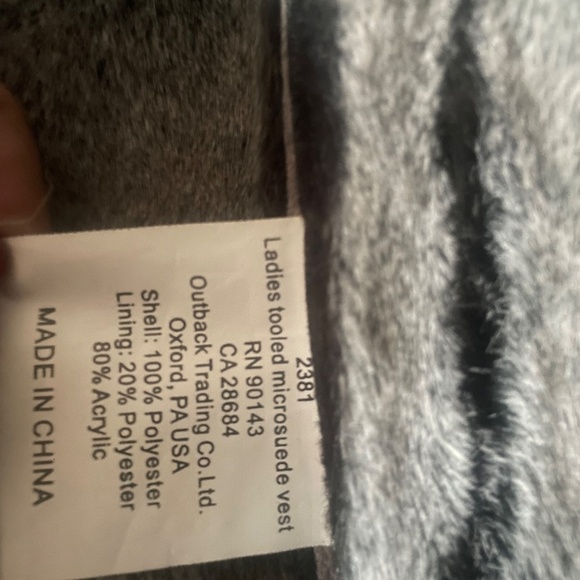 2381
Ladies tooled microsuede vest
RN 90143
CA 28684
Outback Trading Co.Ltd.
Oxford, PA USA
Shell: 100% Polyester
Lining: 20% Polyester
80% Acrylic
MADE IN CHINA